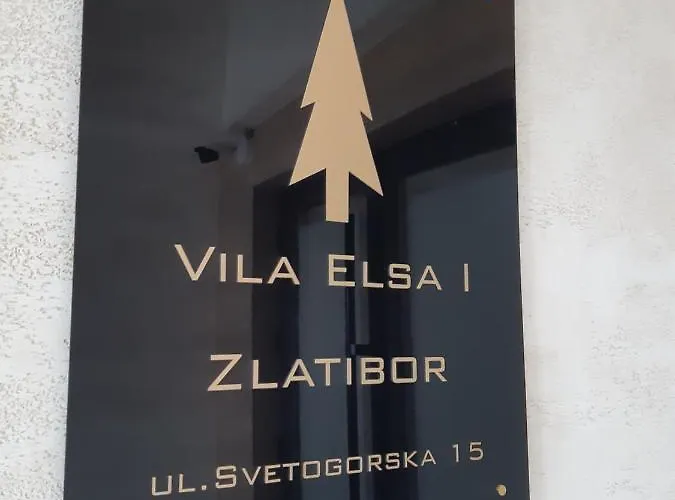 Vila Elsa I
Zlatibor
ul. Svetogorska 15